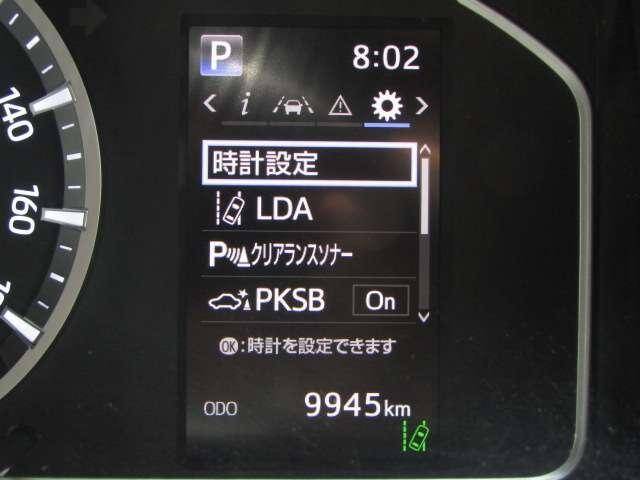 P 8:02
i
時計設定
LDA
P クリアランスソナー
PKSB On
OK:時計を設定できます
ODO 9945km
140
160